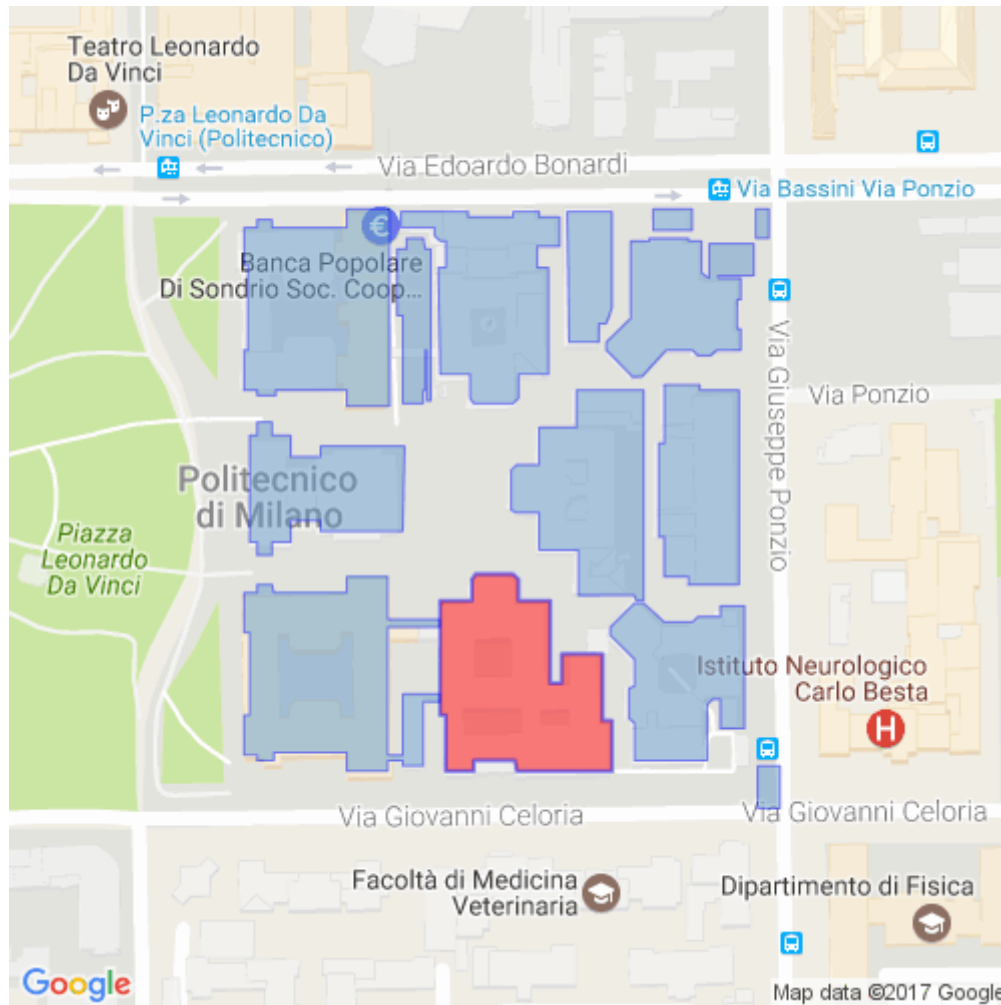 Teatro Leonardo
Da Vinci
P.za Leonardo Da
Vinci (Politecnico)
Via Edoardo Bonardi
Via Bassini Via Ponzio
€
Banca Popolare
Di Sondrio Soc. Coop...
Via Giuseppe Ponzio
Via Ponzio
Politecnico
di Milano
Piazza
Leonardo
Da Vinci
Istituto Neurologico
Carlo Besta
H
Via Giovanni Celoria
Via Giovanni Celoria
Facoltà di Medicina
Veterinaria
Dipartimento di Fisica
Google
Map data ©2017 Google